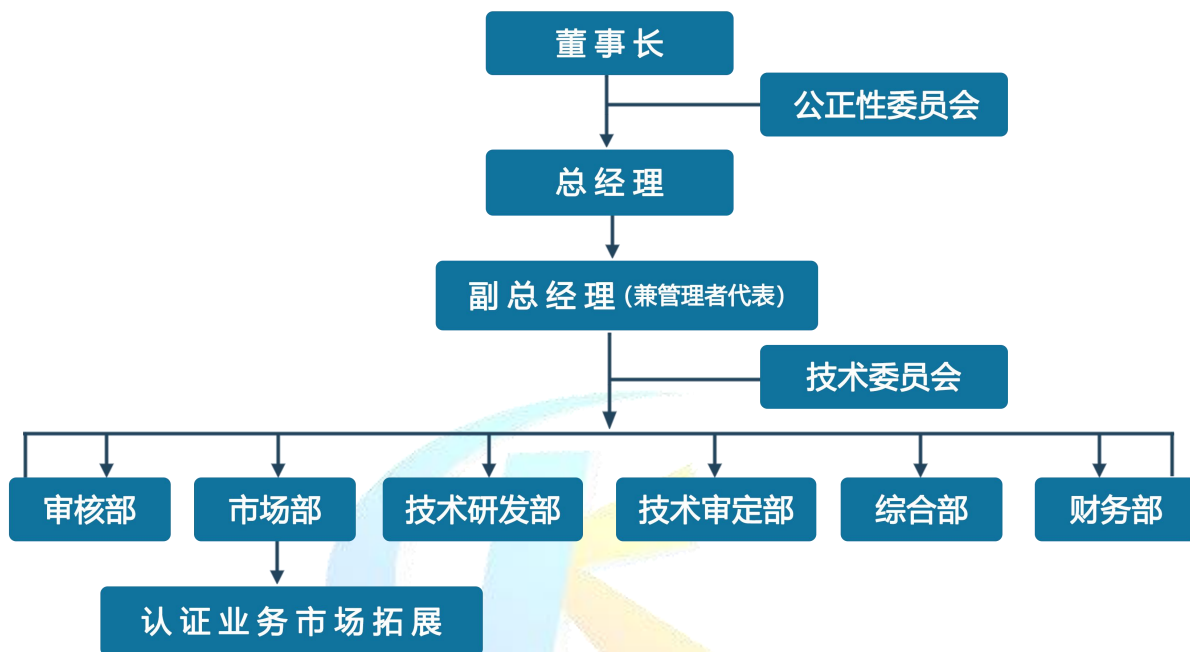 董事长
公正性委员会
总经理
副总经理(兼管理者代表)
技术委员会
审核部
市场部
技术研发部
技术审定部
综合部
财务部
认证业务市场拓展